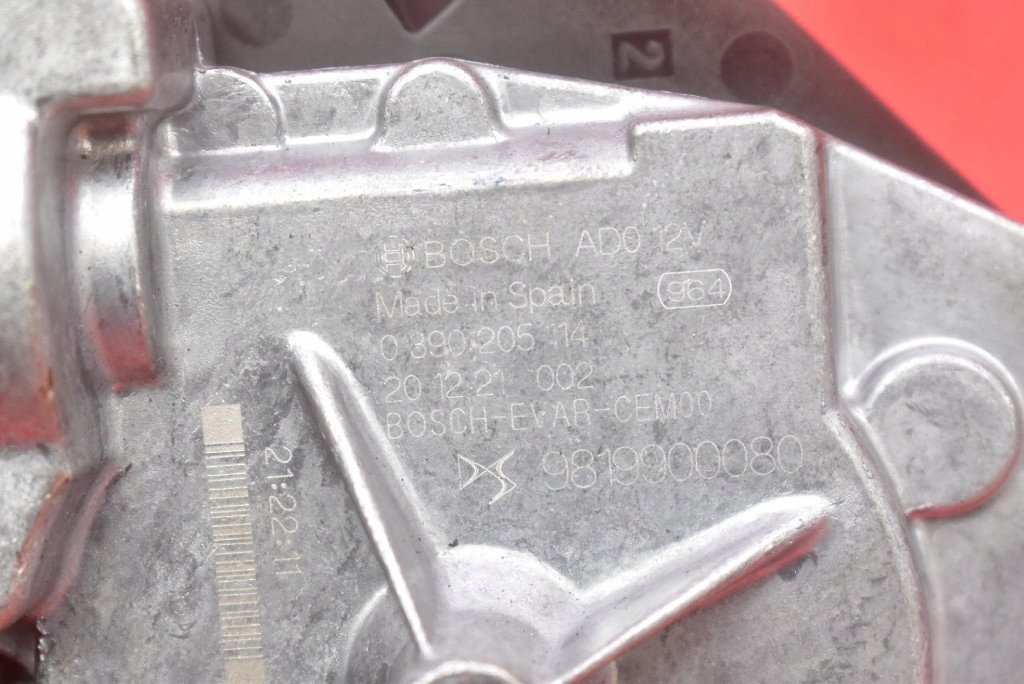 2
BOSCH ADO 12V
Made in Spain 964
0 390 205 114
20.12.21 002
BOSCH-EVAR-CEM00
9819900080
21:22:11